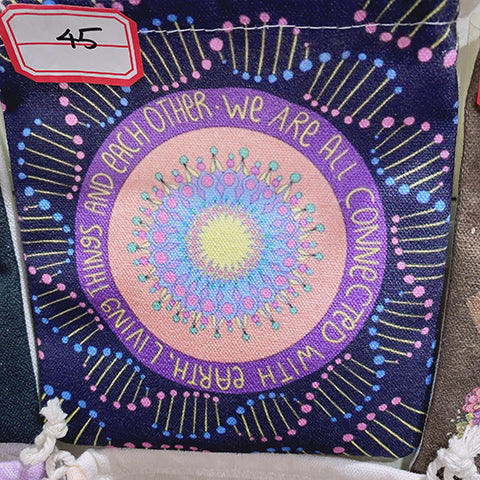 45
WE ARE ALL CONNECTED WITH EARTH, LIVING THINGS AND EACH OTHER.